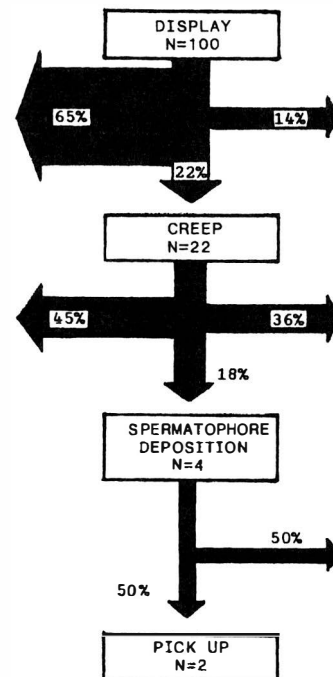 DISPLAY
N=100
65%
14%
22%
CREEP
N=22
45%
36%
18%
SPERMATOPHORE
DEPOSITION
N=4
50%
50%
PICK UP
N=2